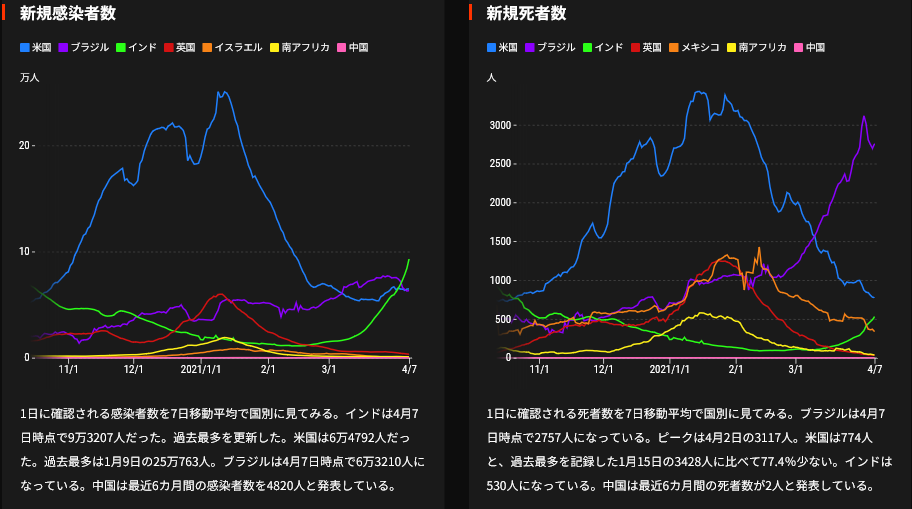 新規感染者数
米国 ブラジル インド 英国 イスラエル 南アフリカ 中国
万人
20
10
0
11/1 12/1 2021/1/1 2/1 3/1 4/7
1日に確認される感染者数を7日移動平均で国別に見てみる。インドは4月7
日時点で9万3207人だった。過去最多を更新した。米国は6万4792人だっ
た。過去最多は1月9日の25万763人。ブラジルは4月7日時点で6万3210人に
なっている。中国は最近6カ月間の感染者数を4820人と発表している。
新規死者数
米国 ブラジル インド 英国 メキシコ 南アフリカ 中国
人
3000
2500
2000
1500
1000
500
0
11/1 12/1 2021/1/1 2/1 3/1 4/7
1日に確認される死者数を7日移動平均で国別に見てみる。ブラジルは4月7
日時点で2757人になっている。ピークは4月2日の3117人。米国は774人
と、過去最多を記録した1月15日の3428人に比べて77.4%少ない。インドは
530人になっている。中国は最近6カ月間の死者数が2人と発表している。